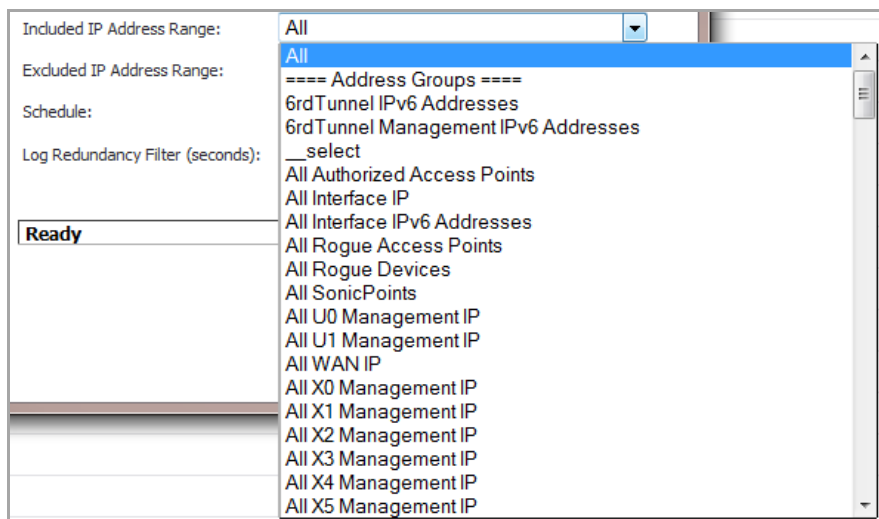 Included IP Address Range: All
All
Excluded IP Address Range:
==== Address Groups ====
6rdTunnel IPv6 Addresses
Schedule:
6rdTunnel Management IPv6 Addresses
__select
Log Redundancy Filter (seconds):
All Authorized Access Points
All Interface IP
All Interface IPv6 Addresses
Ready
All Rogue Access Points
All Rogue Devices
All SonicPoints
All U0 Management IP
All U1 Management IP
All WAN IP
All X0 Management IP
All X1 Management IP
All X2 Management IP
All X3 Management IP
All X4 Management IP
All X5 Management IP